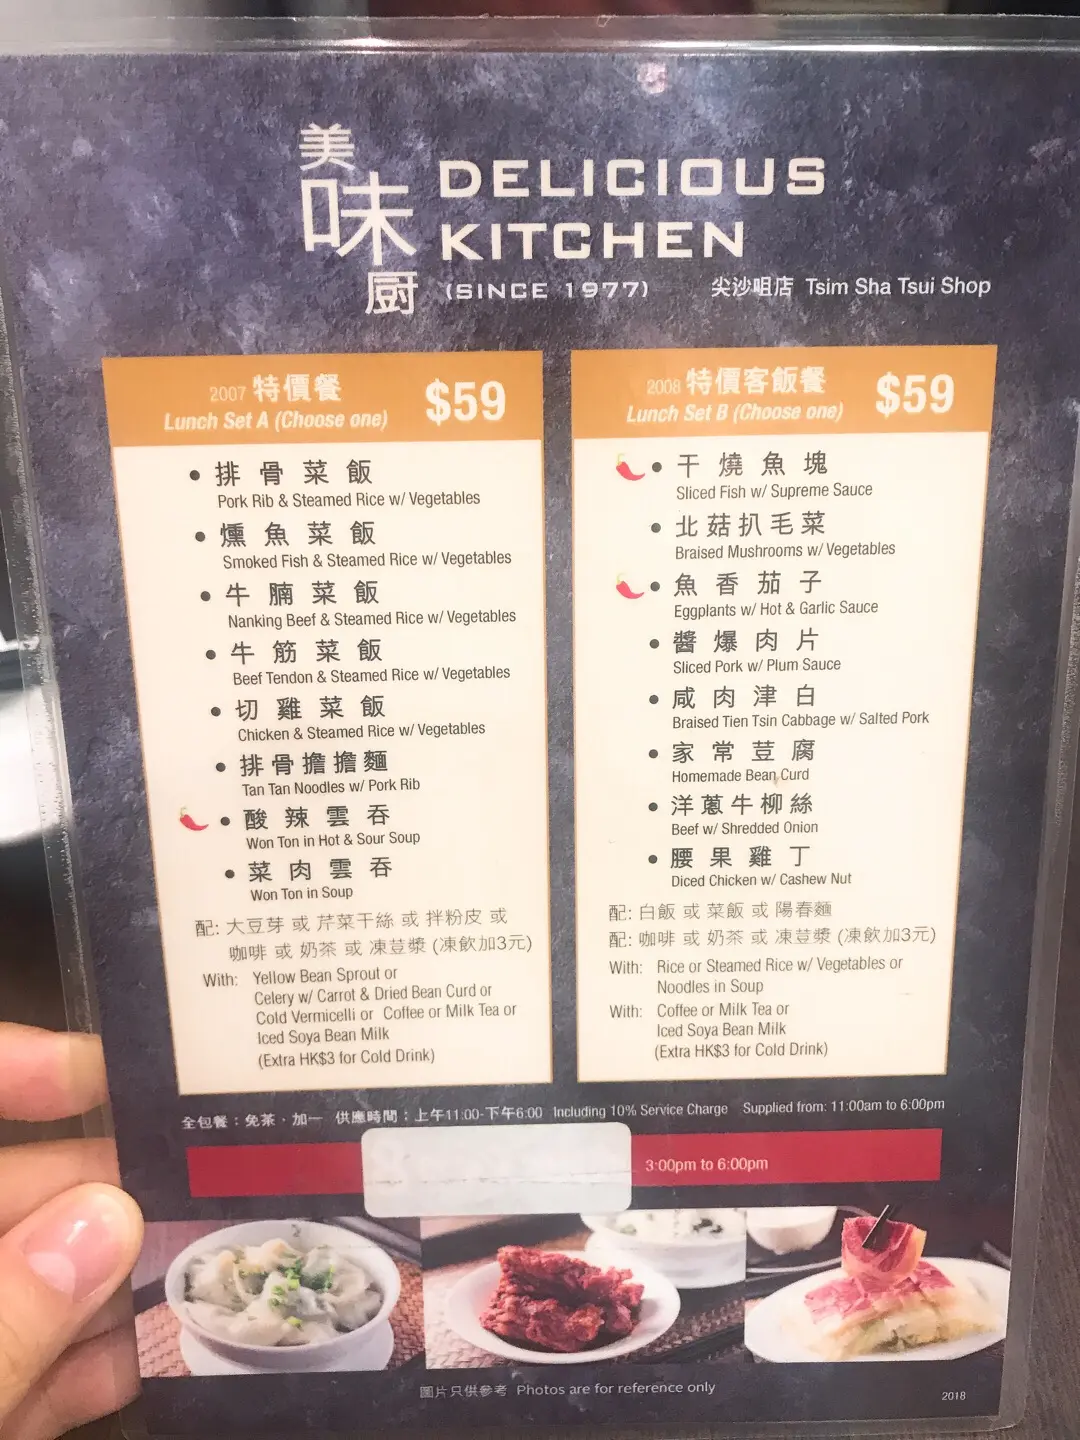 美味厨
DELICIOUS
KITCHEN
(SINCE 1977)
尖沙咀店 Tsim Sha Tsui Shop
2007 特價餐
Lunch Set A (Choose one)
$59
排骨菜飯
Pork Rib & Steamed Rice w/ Vegetables
燻魚菜飯
Smoked Fish & Steamed Rice w/ Vegetables
牛腩菜飯
Nanking Beef & Steamed Rice w/ Vegetables
牛筋菜飯
Beef Tendon & Steamed Rice w/ Vegetables
切雞菜飯
Chicken & Steamed Rice w/ Vegetables
排骨擔擔麵
Tan Tan Noodles w/ Pork Rib
酸辣雲吞
Won Ton in Hot & Sour Soup
菜肉雲吞
Won Ton in Soup
配: 大豆芽 或 芹菜干絲 或 拌粉皮 或
咖啡 或 奶茶 或 凍荳漿 (凍飲加3元)
With: Yellow Bean Sprout or
Celery w/ Carrot & Dried Bean Curd or
Cold Vermicelli or Coffee or Milk Tea or
Iced Soya Bean Milk
(Extra HK$3 for Cold Drink)
2008 特價客飯餐
Lunch Set B (Choose one)
$59
干燒魚塊
Sliced Fish w/ Supreme Sauce
北菇扒毛菜
Braised Mushrooms w/ Vegetables
魚香茄子
Eggplants w/ Hot & Garlic Sauce
醬爆肉片
Sliced Pork w/ Plum Sauce
咸肉津白
Braised Tien Tsin Cabbage w/ Salted Pork
家常荳腐
Homemade Bean Curd
洋蔥牛柳絲
Beef w/ Shredded Onion
腰果雞丁
Diced Chicken w/ Cashew Nut
配: 白飯 或 菜飯 或 陽春麵
配: 咖啡 或 奶茶 或 凍荳漿 (凍飲加3元)
With: Rice or Steamed Rice w/ Vegetables or
Noodles in Soup
With: Coffee or Milk Tea or
Iced Soya Bean Milk
(Extra HK$3 for Cold Drink)
全包餐：免茶·加一 供應時間：上午11:00-下午6:00 Including 10% Service Charge Supplied from: 11:00am to 6:00pm
3:00pm to 6:00pm
圖片只供參考 Photos are for reference only
2018